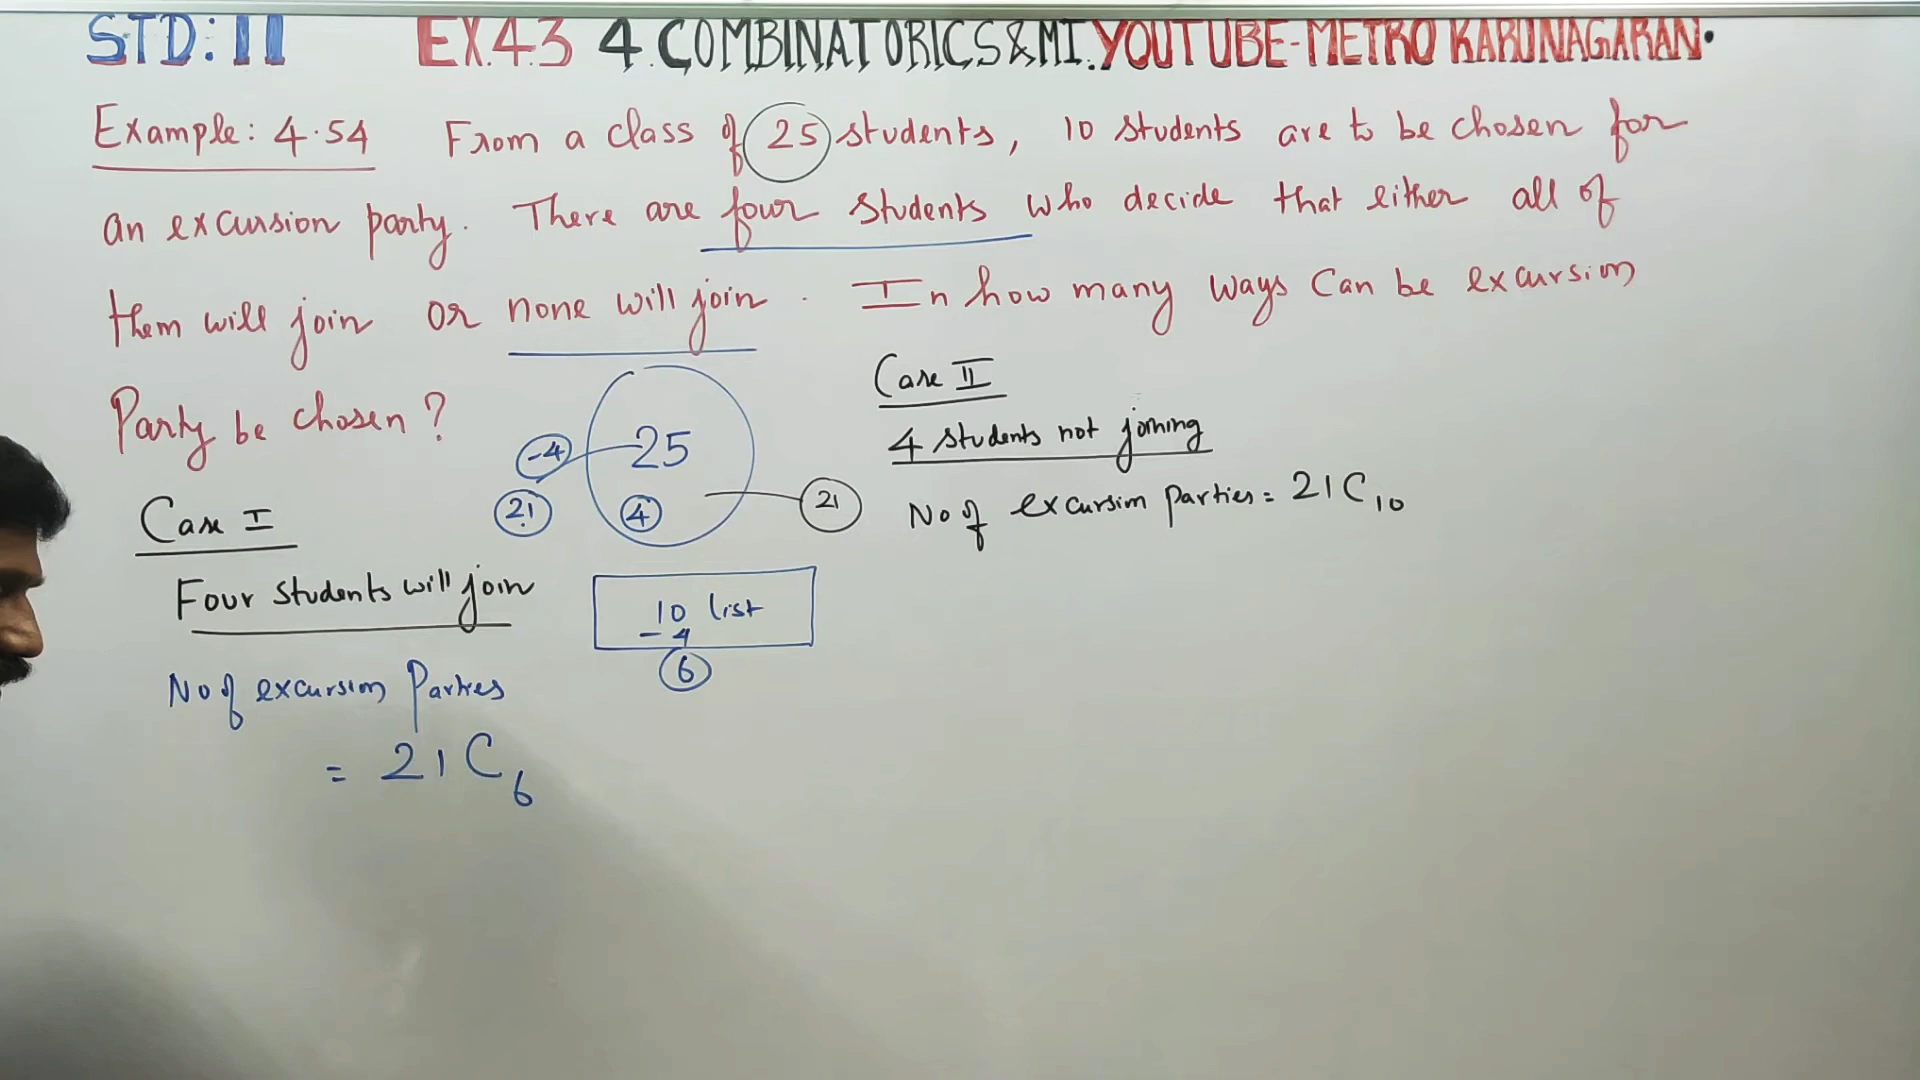 STD: 11 EX.4.3 4. COMBINATORICS & MI. YOUTUBE-METRO KARUNAGARAN.
Example: 4.54 From a class of 25 students, 10 students are to be chosen for
an excursion party. There are four students who decide that either all of
them will join or none will join. In how many ways can be excursion
Party be chosen?
25
-4
21
4
21
Case I
Four students will join
10 list
- 4
6
No of excursion Parties
= 21C6
Case II
4 students not joining
No of excursion parties = 21C10